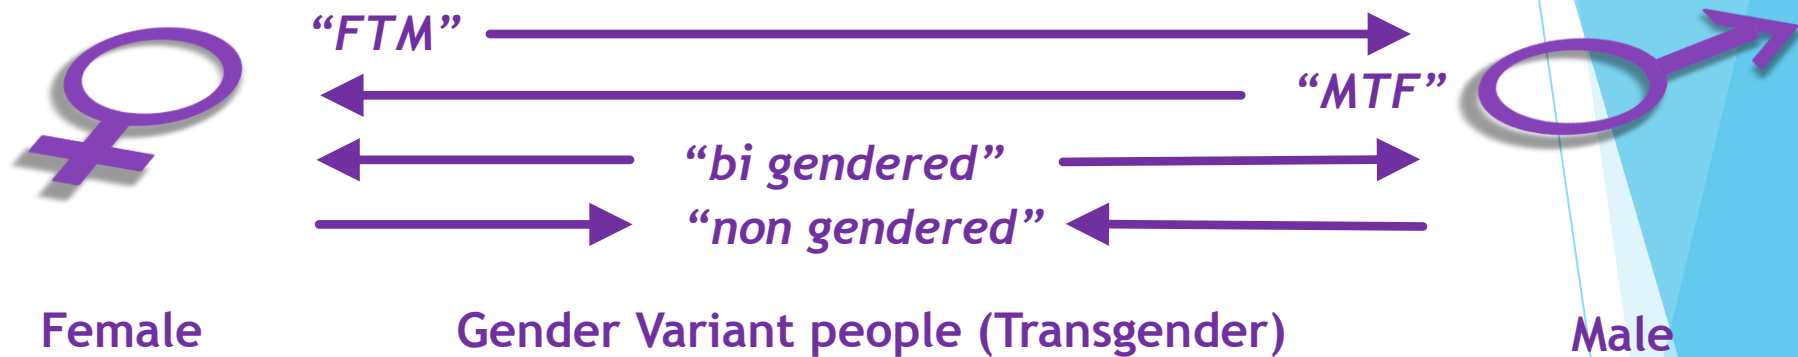 “FTM”
“MTF”
“bi gendered”
“non gendered”
Female Gender Variant people (Transgender) Male